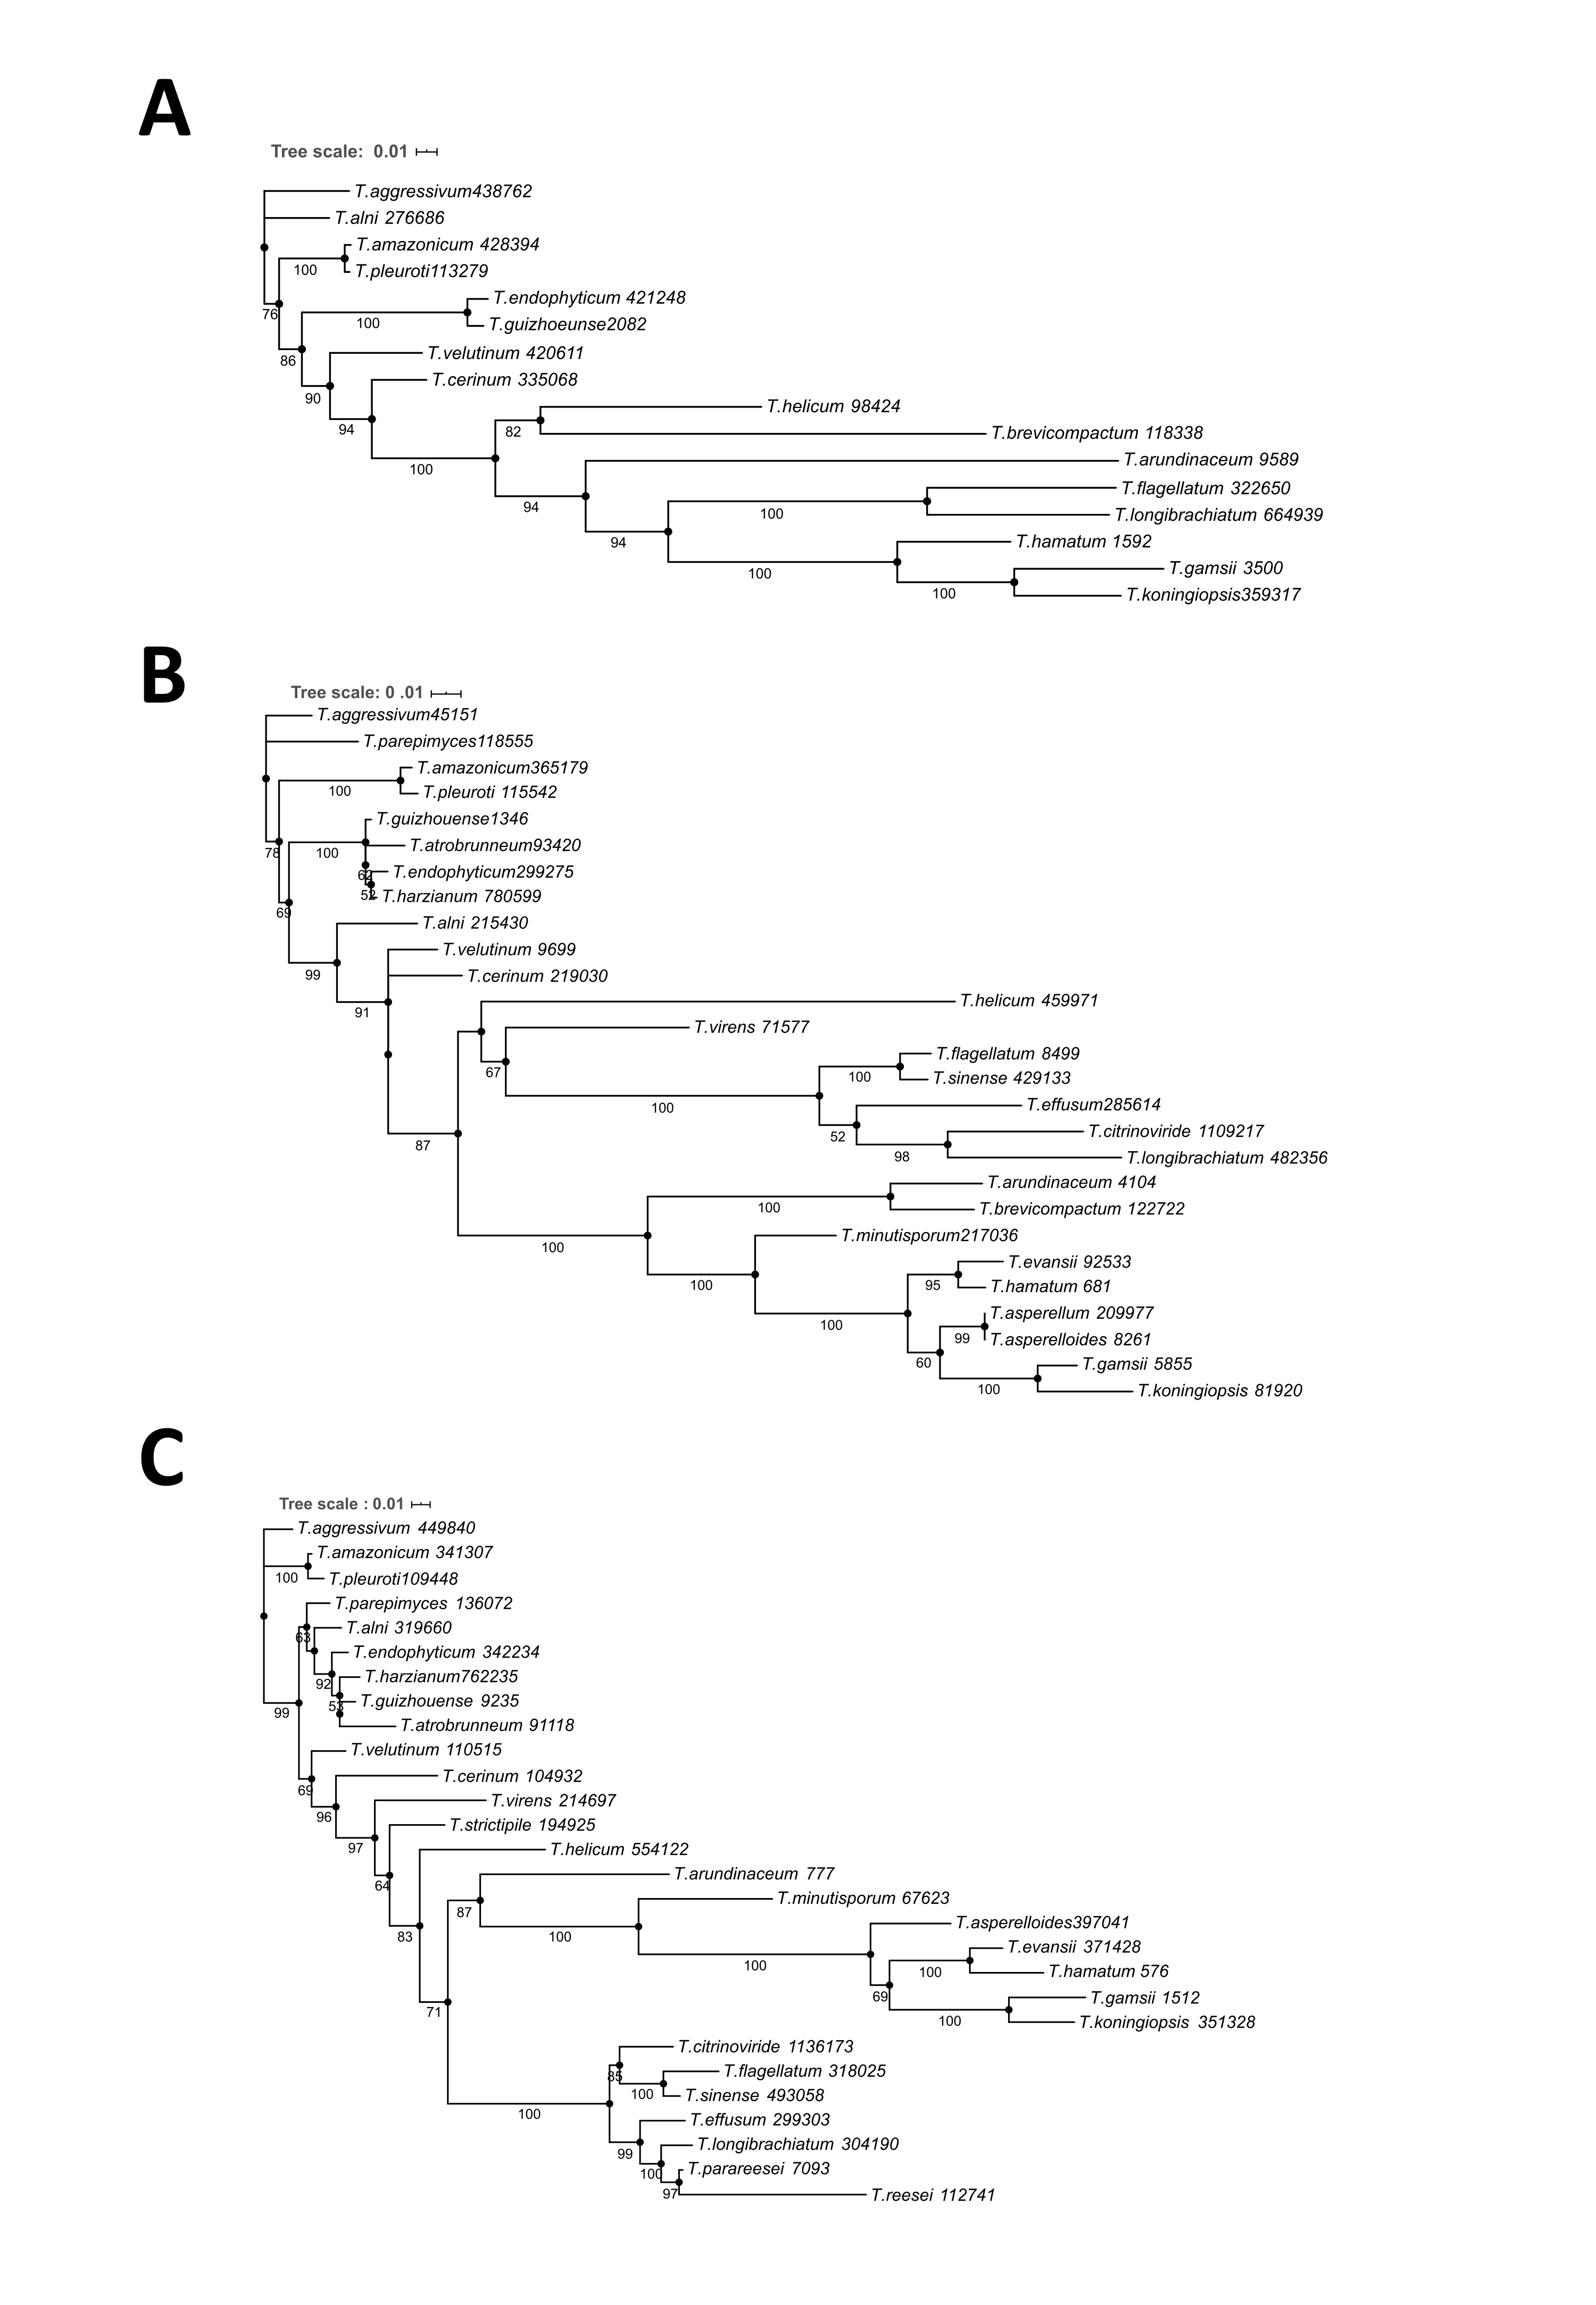 A
Tree scale: 0.01
T.aggressivum438762
T.alni 276686
T.amazonicum 428394
100
T.pleuroti113279
T.endophyticum 421248
76
100
T.guizhoeunse2082
T.velutinum 420611
86
T.cerinum 335068
90
T.helicum 98424
94
82
T.brevicompactum 118338
T.arundinaceum 9589
100
T.flagellatum 322650
94
100
T.longibrachiatum 664939
94
T.hamatum 1592
T.gamsii 3500
100
100
T.koningiopsis359317
B
Tree scale: 0 .01
T.aggressivum45151
T.parepimyces118555
T.amazonicum365179
100
T.pleuroti 115542
T.guizhouense1346
78
100
T.atrobrunneum93420
62
T.endophyticum299275
52
T.harzianum 780599
69
T.alni 215430
T.velutinum 9699
99
T.cerinum 219030
T.helicum 459971
91
T.virens 71577
T.flagellatum 8499
67
100
T.sinense 429133
100
T.effusum285614
87
52
T.citrinoviride 1109217
98
T.longibrachiatum 482356
T.arundinaceum 4104
100
T.brevicompactum 122722
T.minutisporum217036
100
T.evansii 92533
100
95
T.hamatum 681
T.asperellum 209977
100
99
T.asperelloides 8261
60
T.gamsii 5855
100
T.koningiopsis 81920
C
Tree scale : 0.01
T.aggressivum 449840
T.amazonicum 341307
100
T.pleuroti109448
T.parepimyces 136072
T.alni 319660
63
T.endophyticum 342234
T.harzianum762235
92
T.guizhouense 9235
53
99
T.atrobrunneum 91118
T.velutinum 110515
T.cerinum 104932
69
T.virens 214697
96
T.strictipile 194925
97
T.helicum 554122
T.arundinaceum 777
64
T.minutisporum 67623
87
T.asperelloides397041
83
100
T.evansii 371428
100
100
T.hamatum 576
69
T.gamsii 1512
71
100
T.koningiopsis 351328
T.citrinoviride 1136173
85
T.flagellatum 318025
100
T.sinense 493058
100
T.effusum 299303
T.longibrachiatum 304190
99
T.parareesei 7093
100
97
T.reesei 112741